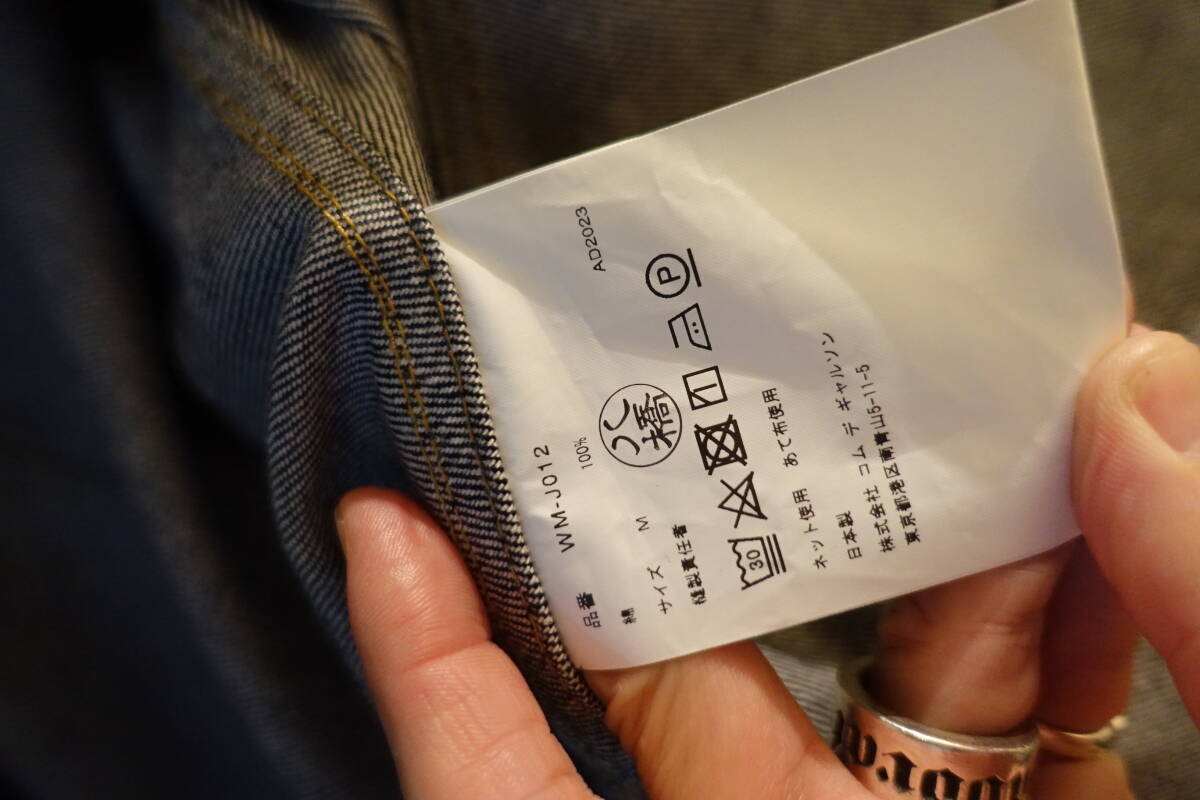 品番 WM-J012
綿 100% AD2023
サイズ M
縫製責任者
橋
30
P
ネット使用 あて布使用
日本製
株式会社 コム デ ギャルソン
東京都港区南青山5-11-5